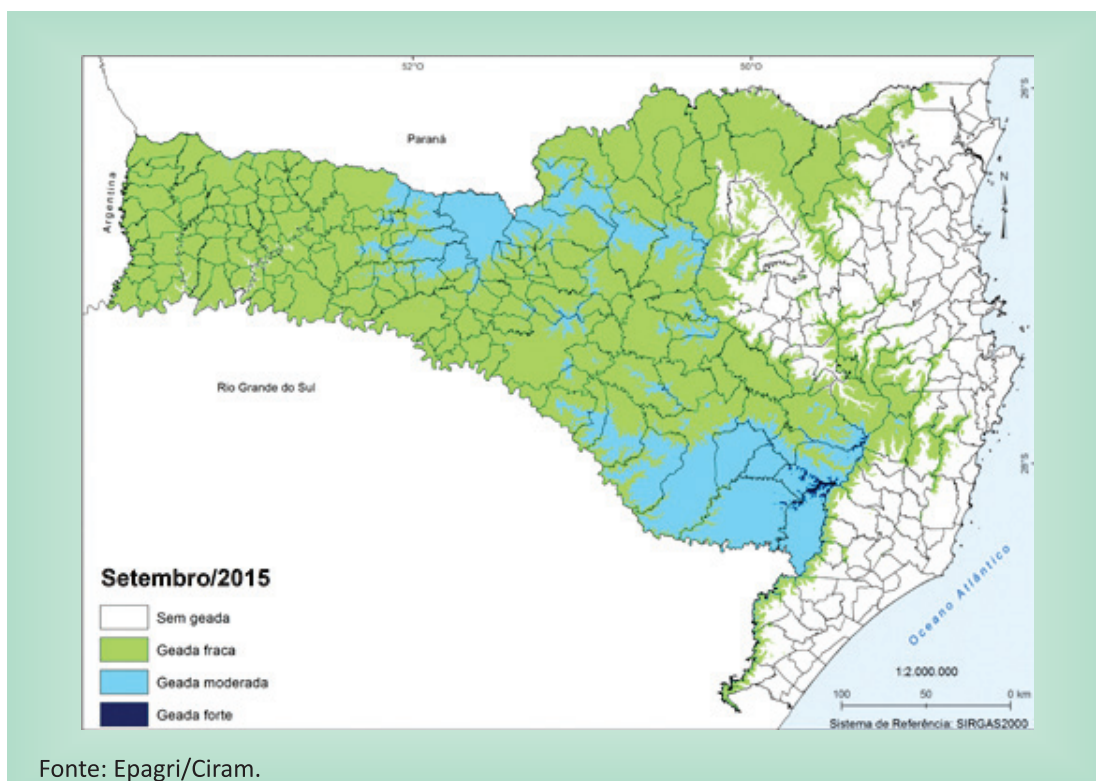 52°O
50°O
26°S
Paraná
Argentina
N
Rio Grande do Sul
28°S
Oceano Atlântico
Setembro/2015
Sem geada
Geada fraca
Geada moderada
Geada forte
1:2.000.000
100 50 0 km
Sistema de Referência: SIRGAS2000
Fonte: Epagri/Ciram.